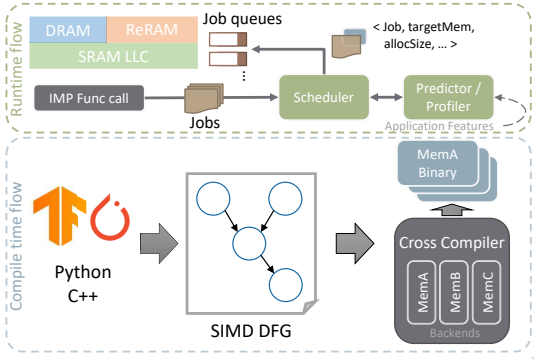 Runtime flow
DRAM
ReRAM
SRAM LLC
Job queues
< Job, targetMem,
allocSize, ... >
IMP Func call
Jobs
Scheduler
Predictor /
Profiler
Application Features
Compile time flow
Python
C++
SIMD DFG
MemA
Binary
Cross Compiler
MemA
MemB
MemC
Backends